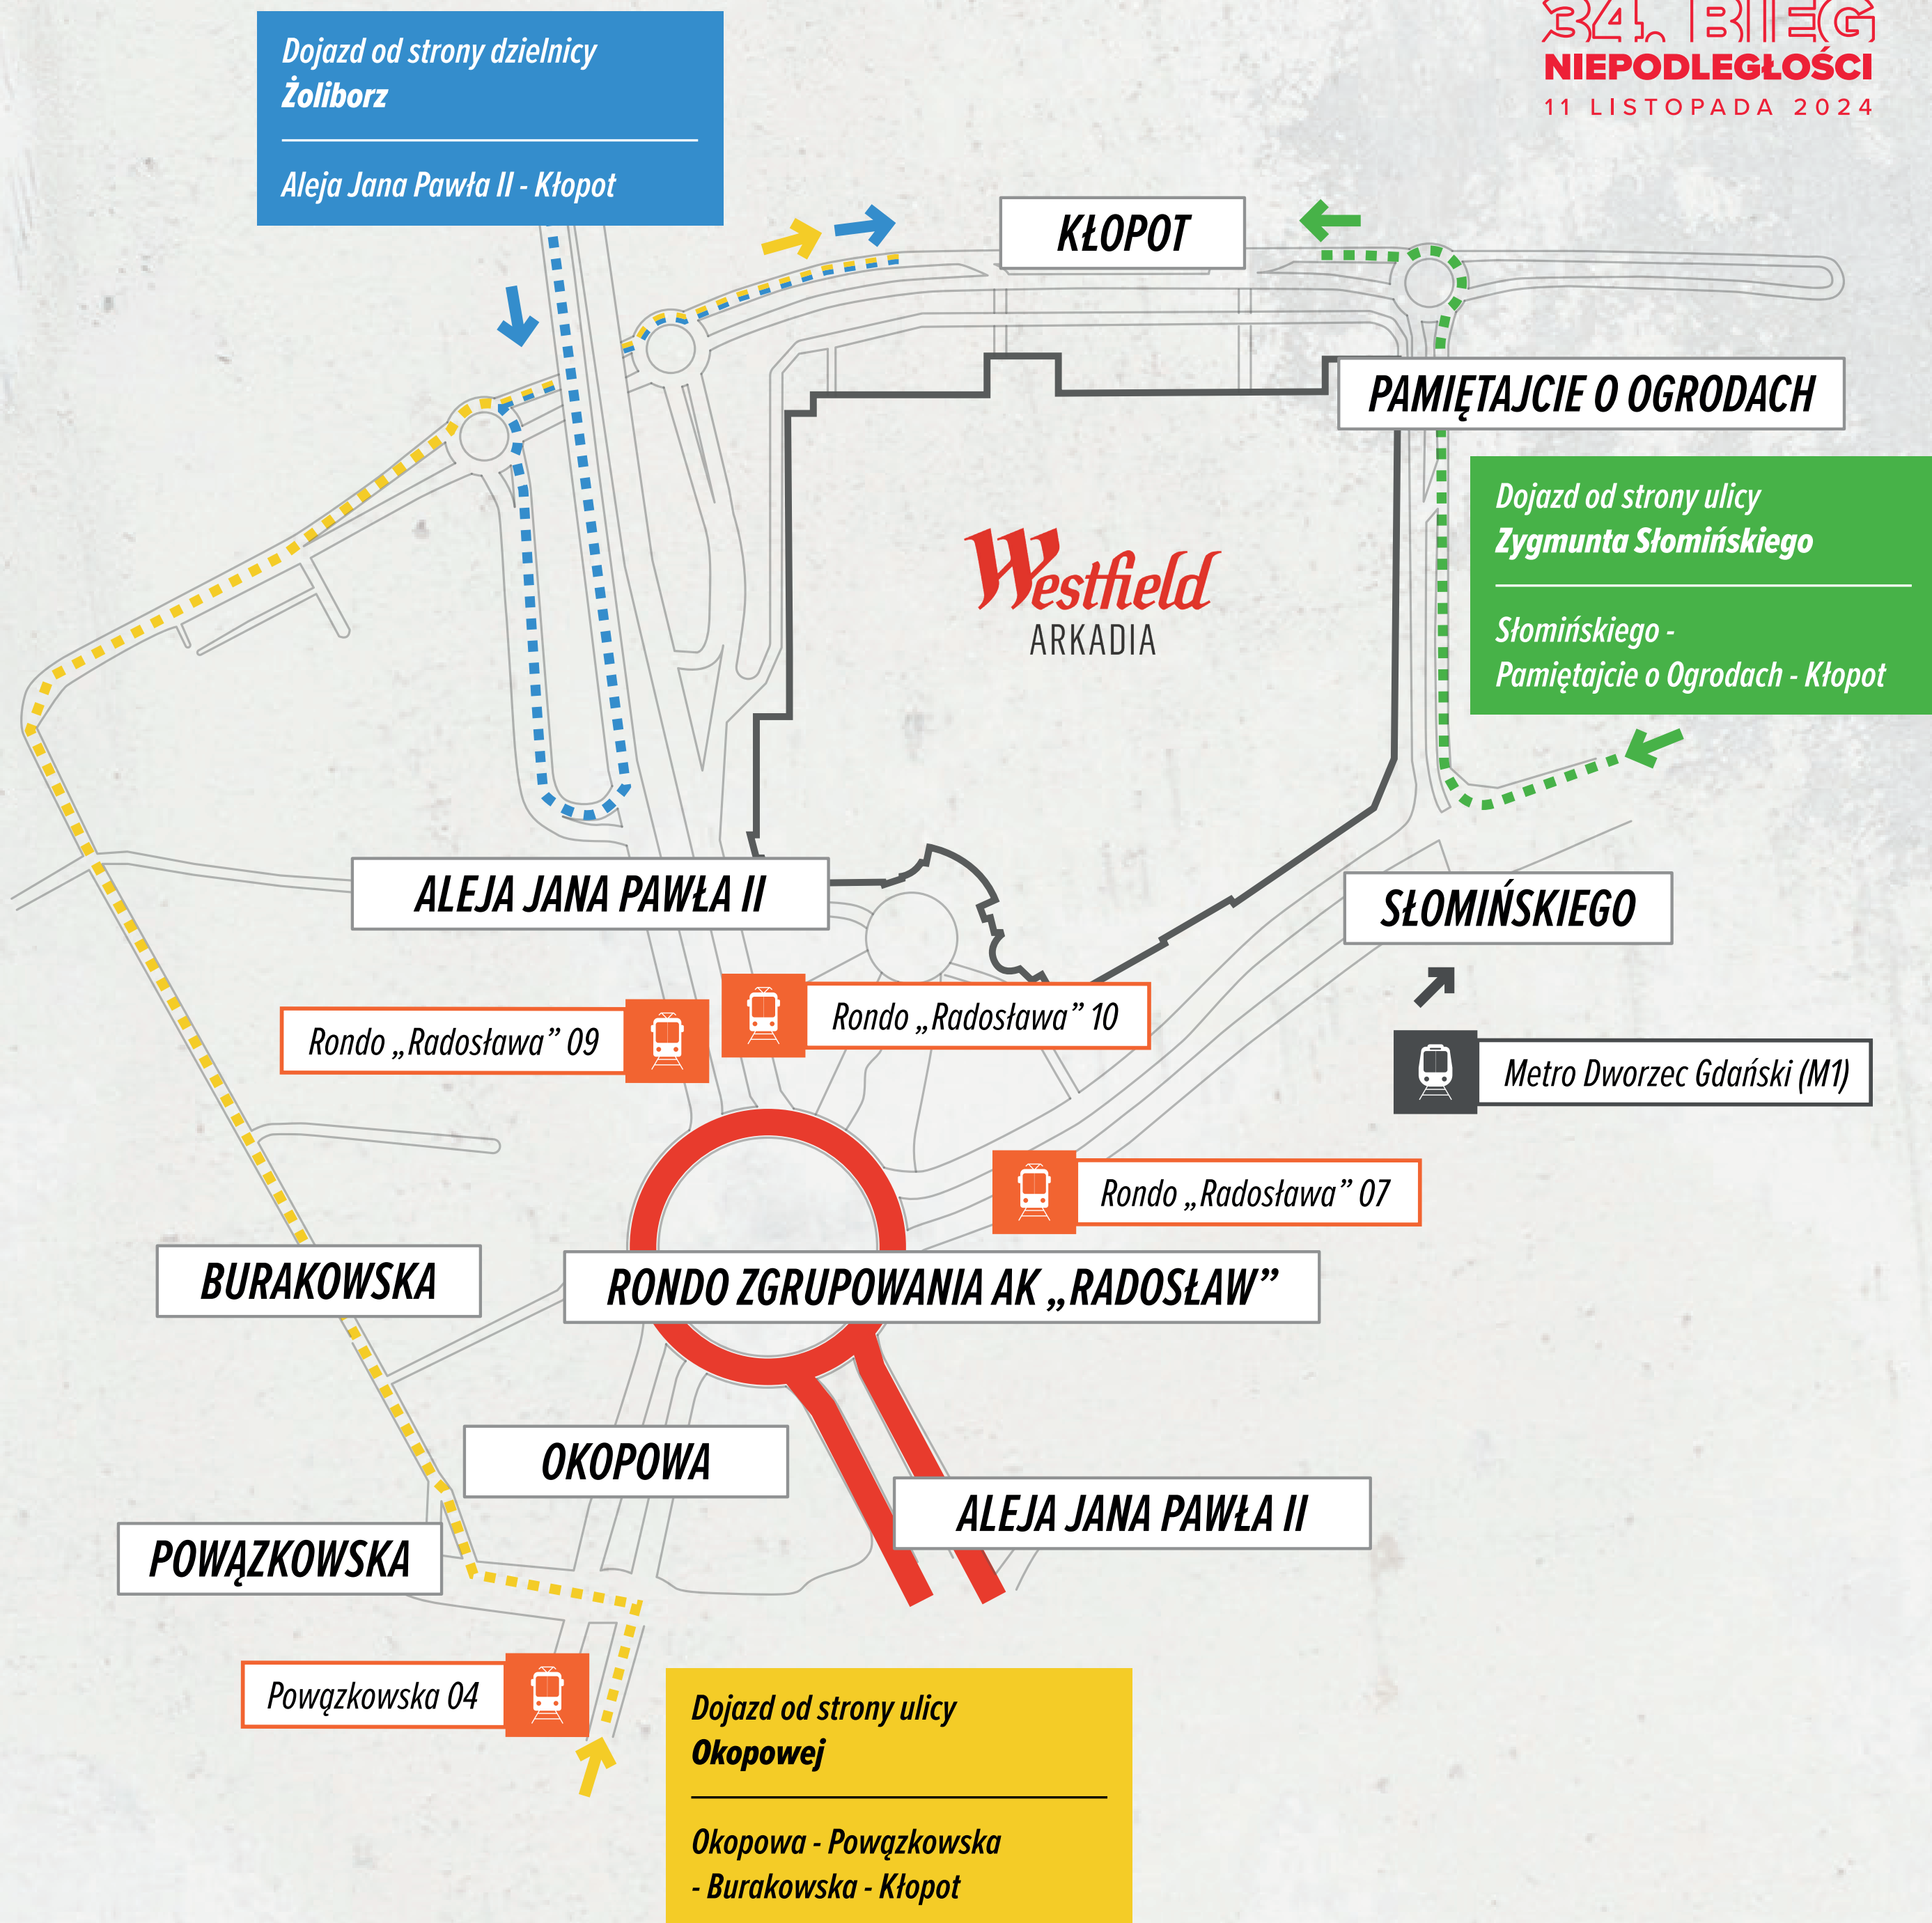 34. BIEG
NIEPODLEGŁOŚCI
11 LISTOPADA 2024
Dojazd od strony dzielnicy
Żoliborz
Aleja Jana Pawła II - Kłopot
KŁOPOT
PAMIĘTAJCIE O OGRODACH
Dojazd od strony ulicy
Zygmunta Słomińskiego
Słomińskiego -
Pamiętajcie o Ogrodach - Kłopot
Westfield
ARKADIA
ALEJA JANA PAWŁA II
SŁOMIŃSKIEGO
Rondo „Radosława” 10
Rondo „Radosława” 09
Metro Dworzec Gdański (M1)
Rondo „Radosława” 07
BURAKOWSKA
RONDO ZGRUPOWANIA AK „RADOSŁAW”
OKOPOWA
ALEJA JANA PAWŁA II
POWĄZKOWSKA
Powązkowska 04
Dojazd od strony ulicy
Okopowej
Okopowa - Powązkowska
- Burakowska - Kłopot